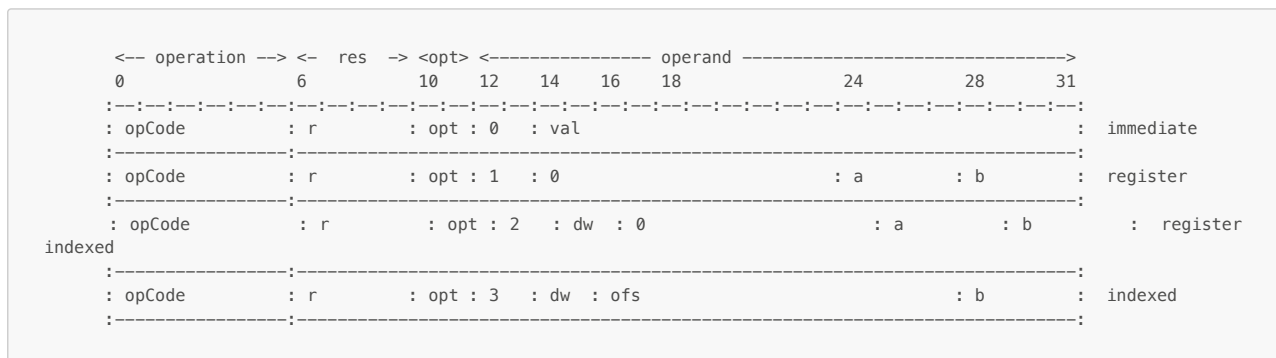 <-- operation --> <- res -> <opt> <---------------- operand -------------------------------->
0 6 10 12 14 16 18 24 28 31
:--:--:--:--:--:--:--:--:--:--:--:--:--:--:--:--:--:--:--:--:--:--:--:--:--:--:--:--:--:--:--:--:
: opCode : r : opt : 0 : val : immediate
:-----------------:-----------------------------------------------------------------------------:
: opCode : r : opt : 1 : 0 : a : b : register
:-----------------:-----------------------------------------------------------------------------:
: opCode : r : opt : 2 : dw : 0 : a : b : register
indexed
:-----------------:-----------------------------------------------------------------------------:
: opCode : r : opt : 3 : dw : ofs : b : indexed
:-----------------:-----------------------------------------------------------------------------: